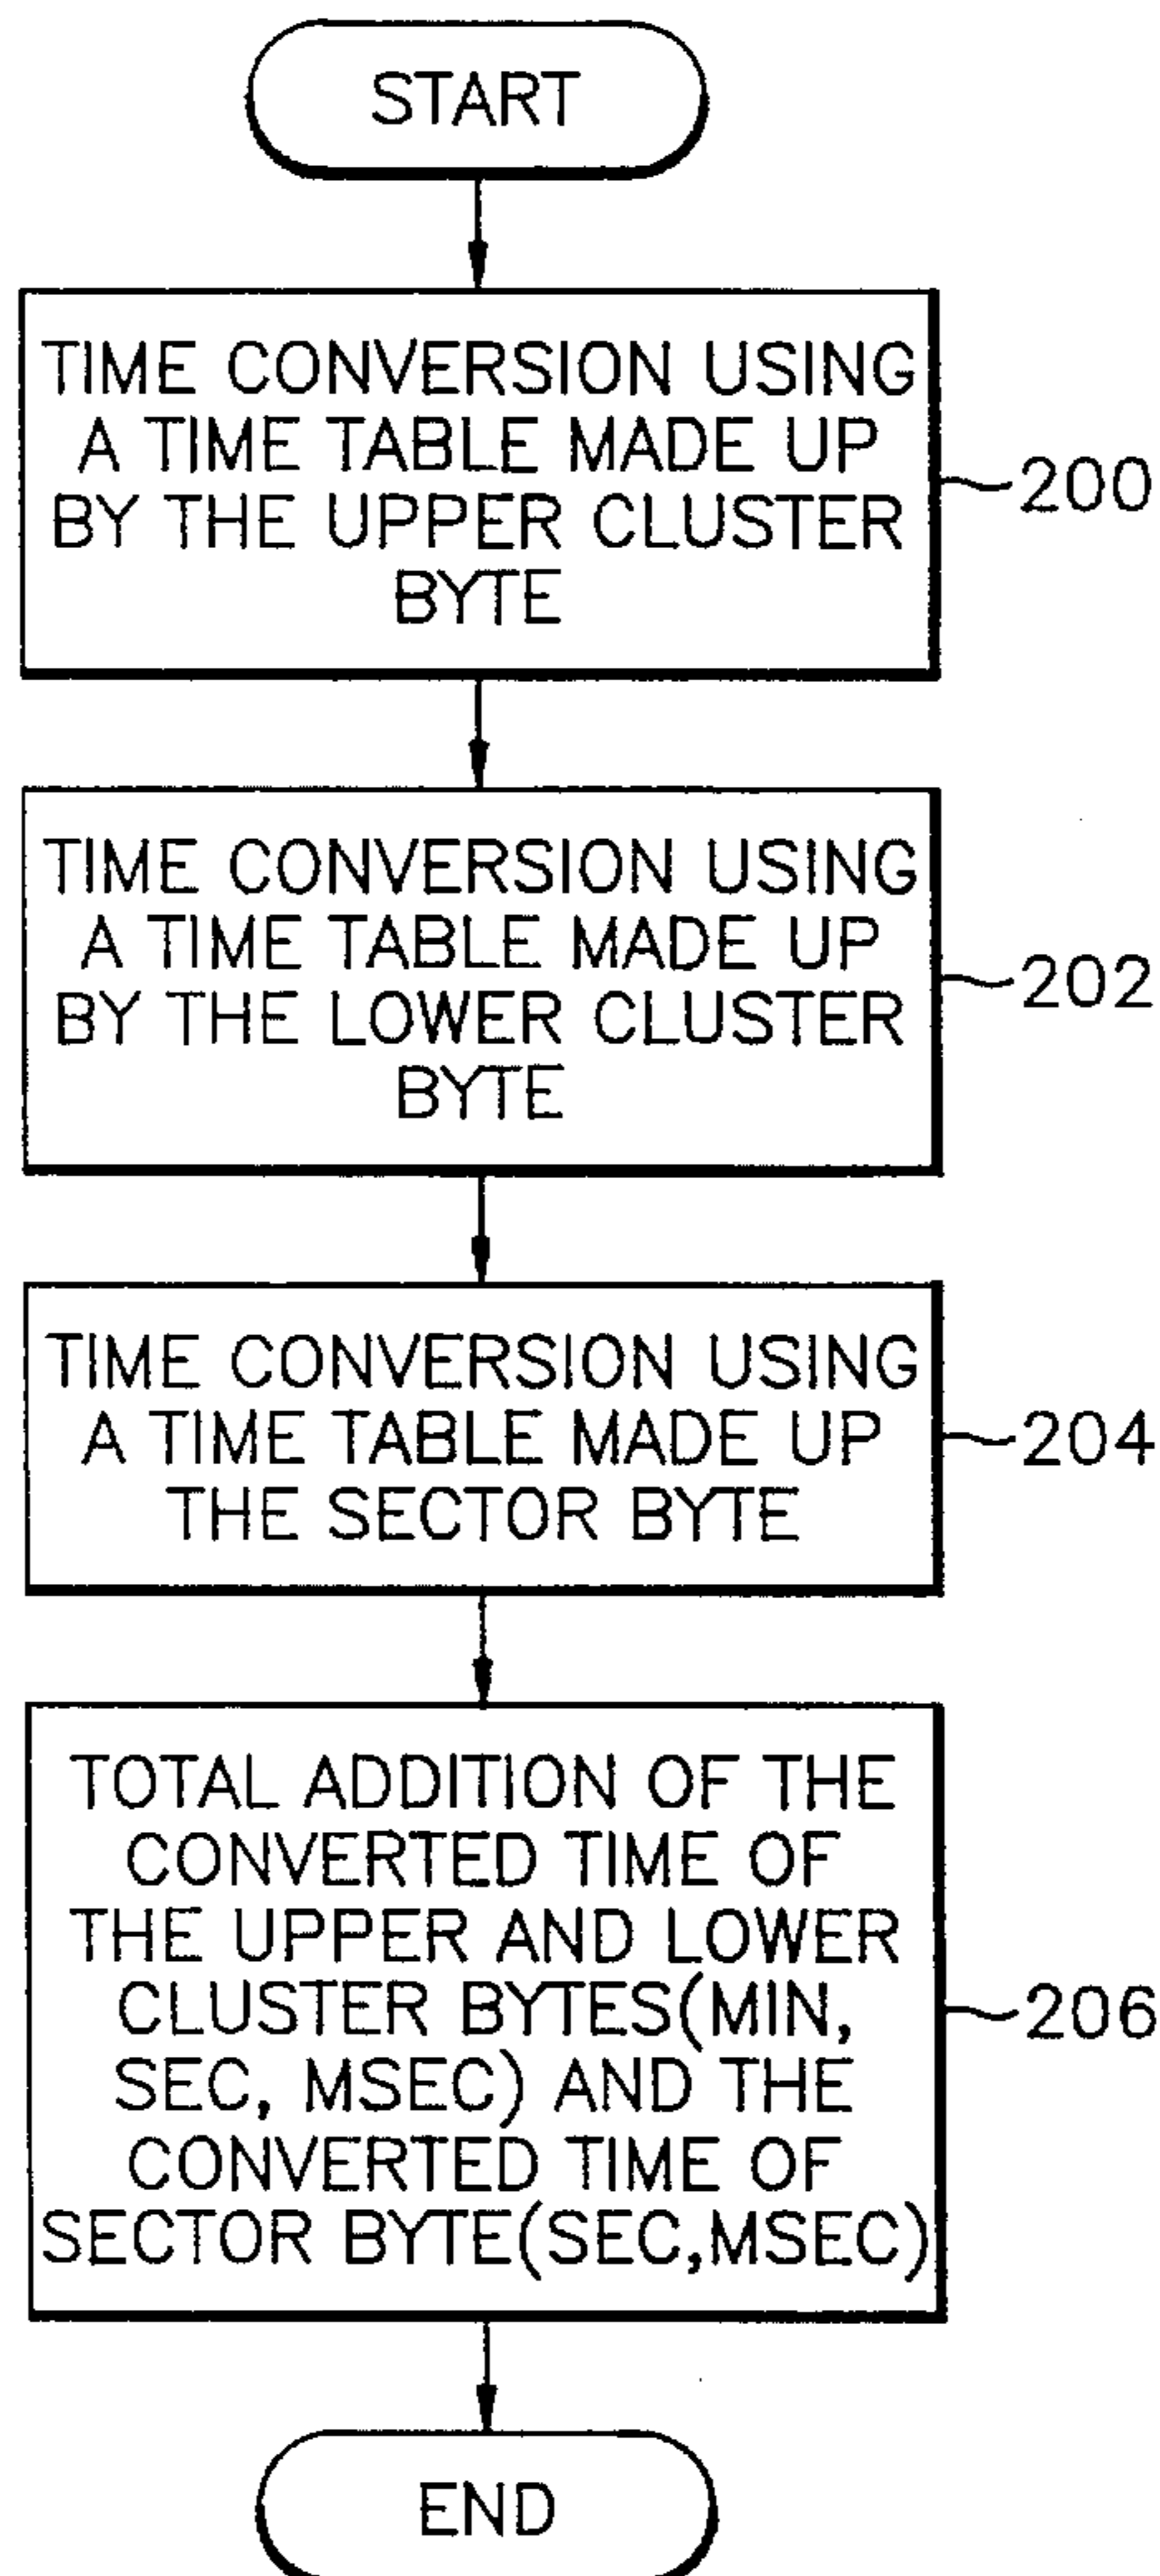 START
TIME CONVERSION USING
A TIME TABLE MADE UP
BY THE UPPER CLUSTER
BYTE
200
TIME CONVERSION USING
A TIME TABLE MADE UP
BY THE LOWER CLUSTER
BYTE
202
TIME CONVERSION USING
A TIME TABLE MADE UP
THE SECTOR BYTE
204
TOTAL ADDITION OF THE
CONVERTED TIME OF
THE UPPER AND LOWER
CLUSTER BYTES(MIN,
SEC, MSEC) AND THE
CONVERTED TIME OF
SECTOR BYTE(SEC,MSEC)
206
END